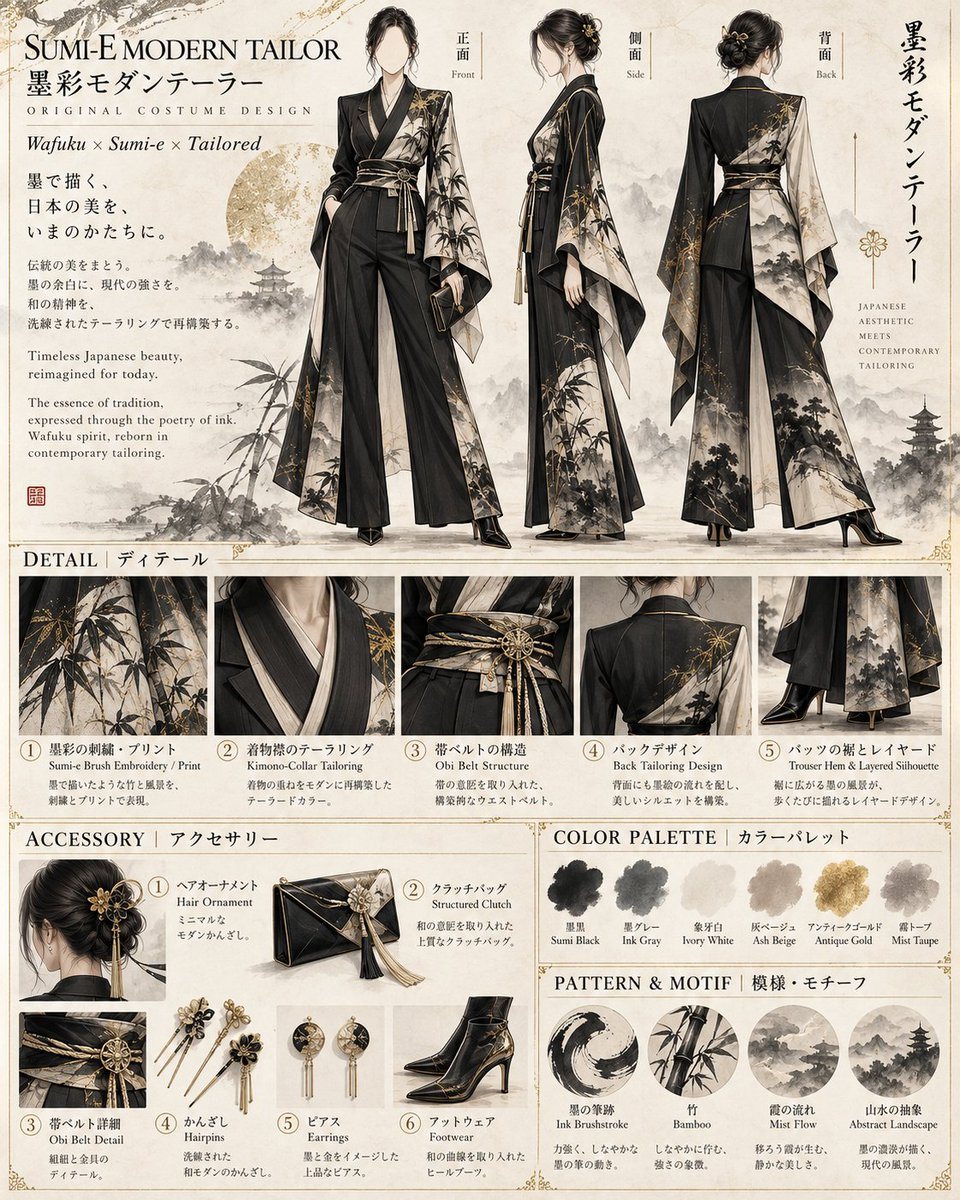 SUMI-E MODERN TAILOR
墨彩モダンテーラー
ORIGINAL COSTUME DESIGN
Wafuku × Sumi-e × Tailored
墨で描く、
日本の美を、
いまのかたちに。
伝統の美をまとう。
墨の余白に、現代の強さを。
和の精神を、
洗練されたテーラリングで再構築する。
Timeless Japanese beauty,
reimagined for today.
The essence of tradition,
expressed through the poetry of ink.
Wafuku spirit, reborn in
contemporary tailoring.
正面
Front
側面
Side
背面
Back
墨彩モダンテーラー
JAPANESE
AESTHETIC
MEETS
CONTEMPORARY
TAILORING
DETAIL | ディテール
① 墨彩の刺繍・プリント
Sumi-e Brush Embroidery / Print
墨で描いたような竹と風景を、
刺繍とプリントで表現。
② 着物襟のテーラリング
Kimono-Collar Tailoring
着物の重ねをモダンに再構築した
テーラードカラー。
③ 帯ベルトの構造
Obi Belt Structure
帯の意匠を取り入れた、
構築的なウエストベルト。
④ バックデザイン
Back Tailoring Design
背面にも墨絵の流れを配し、
美しいシルエットを構築。
⑤ パッツの裾とレイヤード
Trouser Hem & Layered Siihouette
裾に広がる墨の風景が、
歩くたびに揺れるレイヤードデザイン。
ACCESSORY | アクセサリー
① ヘアオーナメント
Hair Ornament
ミニマルな
モダンかんざし。
② クラッチバッグ
Structured Clutch
和の意匠を取り入れた
上質なクラッチバッグ。
③ 帯ベルト詳細
Obi Belt Detail
組紐と金具の
ディテール。
④ かんざし
Hairpins
洗練された
和モダンのかんざし。
⑤ ピアス
Earrings
墨と金をイメージした
上品なピアス。
⑥ フットウェア
Footwear
和の曲線を取り入れた
ヒールブーツ。
COLOR PALETTE | カラーパレット
墨黒
Sumi Black
墨グレー
Ink Gray
象牙白
Ivory White
灰ベージュ
Ash Beige
アンティークゴールド
Antique Gold
霧トープ
Mist Taupe
PATTERN & MOTIF | 模様・モチーフ
墨の筆跡
Ink Brushstroke
力強く、しなやかな
墨の筆の動き。
竹
Bamboo
しなやかに佇む、
強さの象徴。
霞の流れ
Mist Flow
移ろう霞が生む、
静かな美しさ。
山水の抽象
Abstract Landscape
墨の濃淡が描く、
現代の風景。